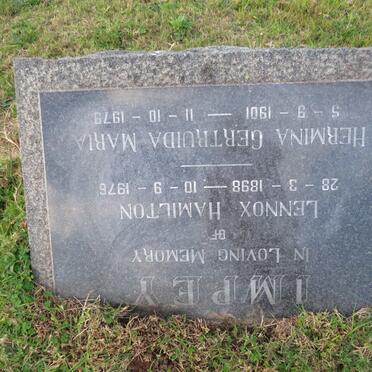 IMPEY
IN LOVING MEMORY
OF
LENNOX HAMILTON
28 - 3 - 1898 — 10 - 9 - 1976
HERMINA GERTRUIDA MARIA
5 - 9 - 1901 — 11 - 10 - 1979